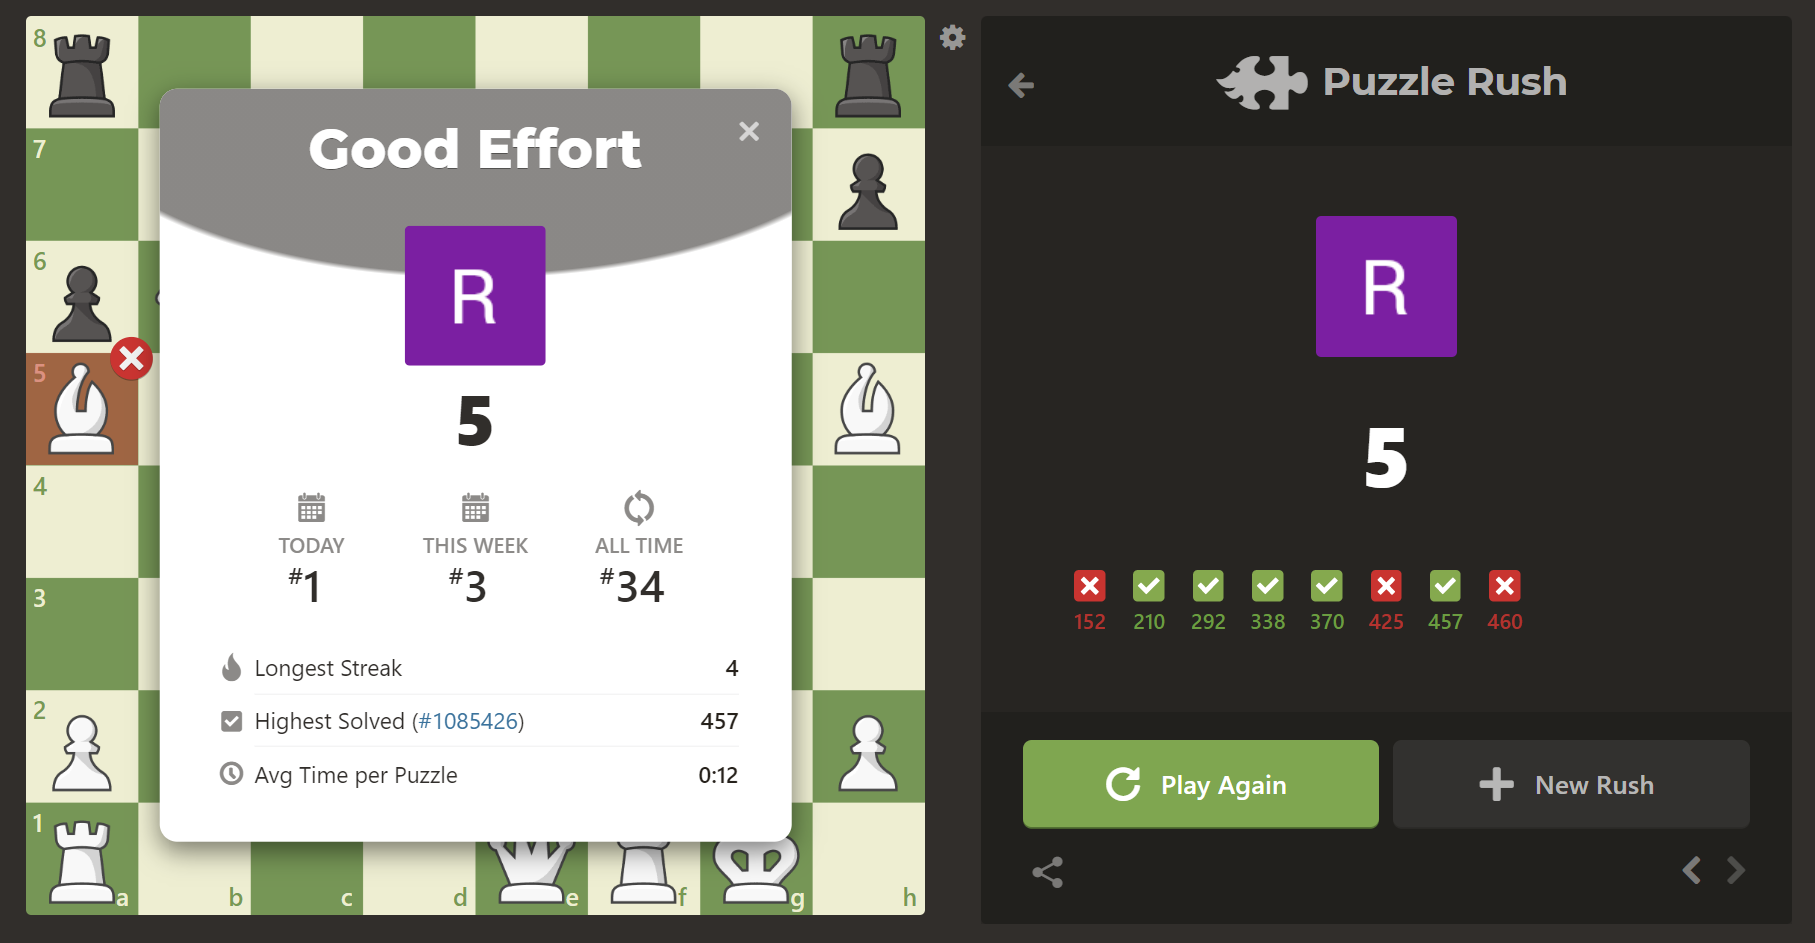 8
7
6
5
4
3
2
1
a b c d e f g h
Good Effort
R
5
TODAY THIS WEEK ALL TIME
#1 #3 #34
Longest Streak 4
Highest Solved (#1085426) 457
Avg Time per Puzzle 0:12
Puzzle Rush
R
5
152 210 292 338 370 425 457 460
Play Again
New Rush